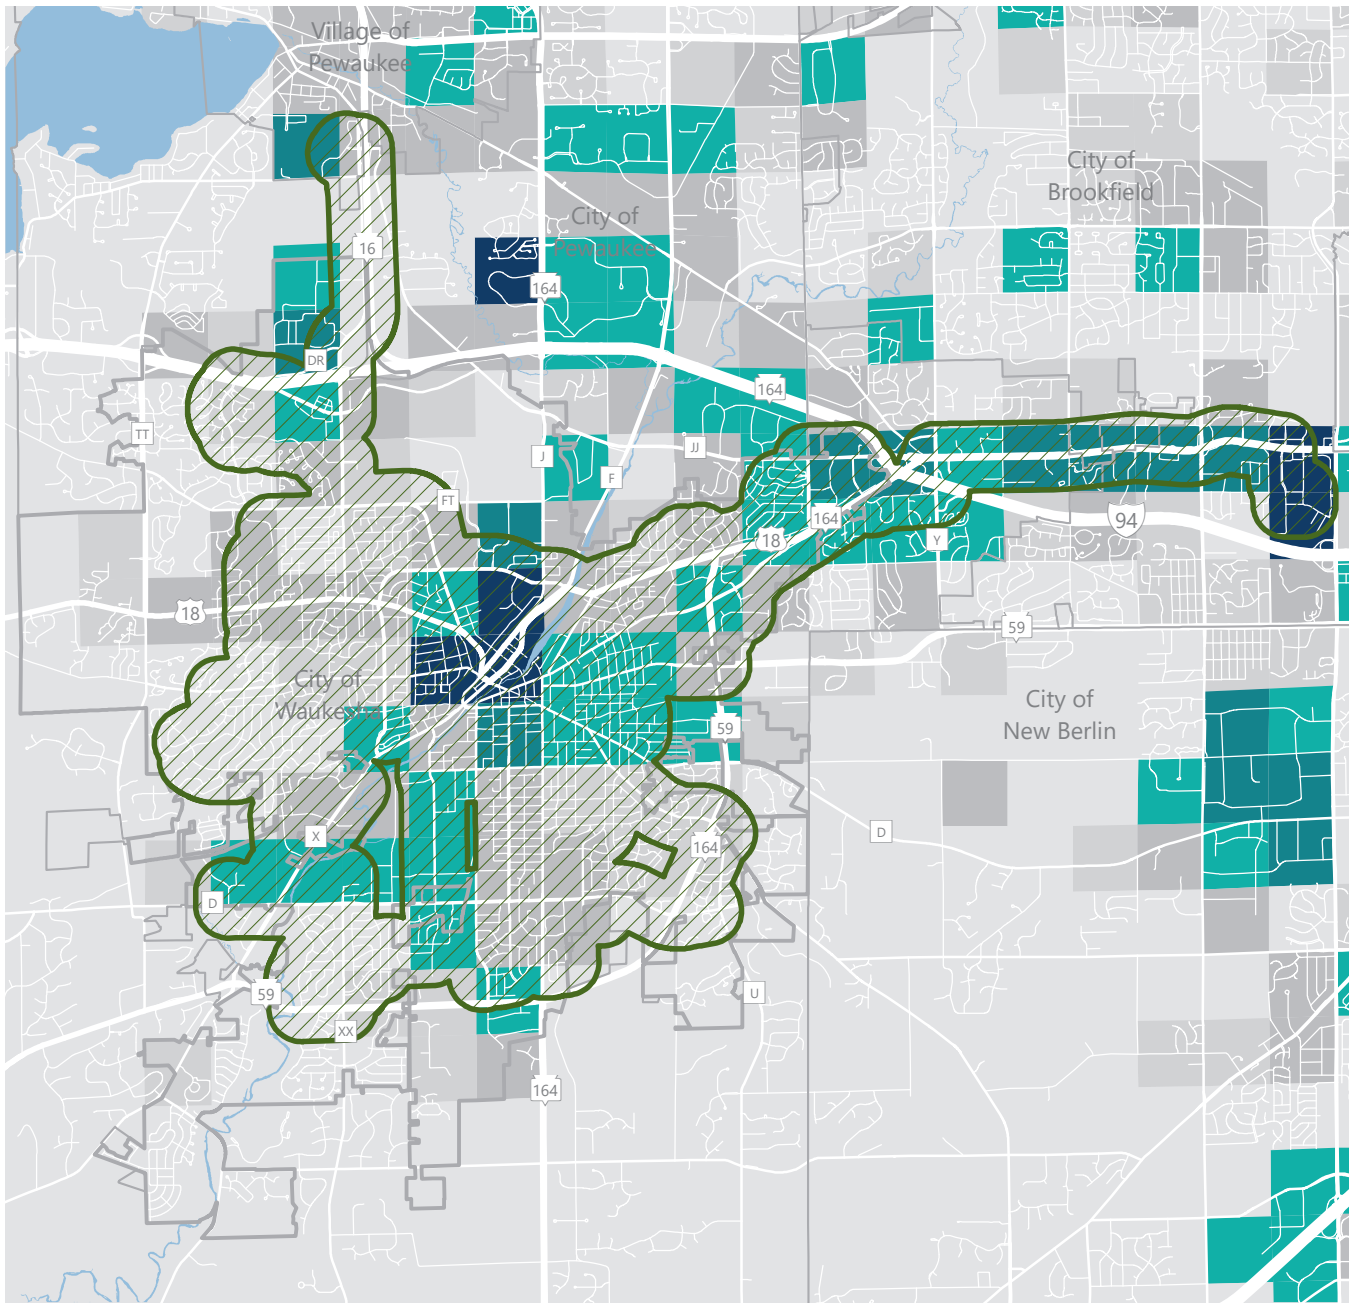 Village of
Pewaukee
City of
Brookfield
City of
Pewaukee
16
164
DR
164
TT
J
JJ
F
FT
164
94
18
Y
18
59
City of
Waukesha
City of
New Berlin
59
X
164
D
D
59
U
XX
164